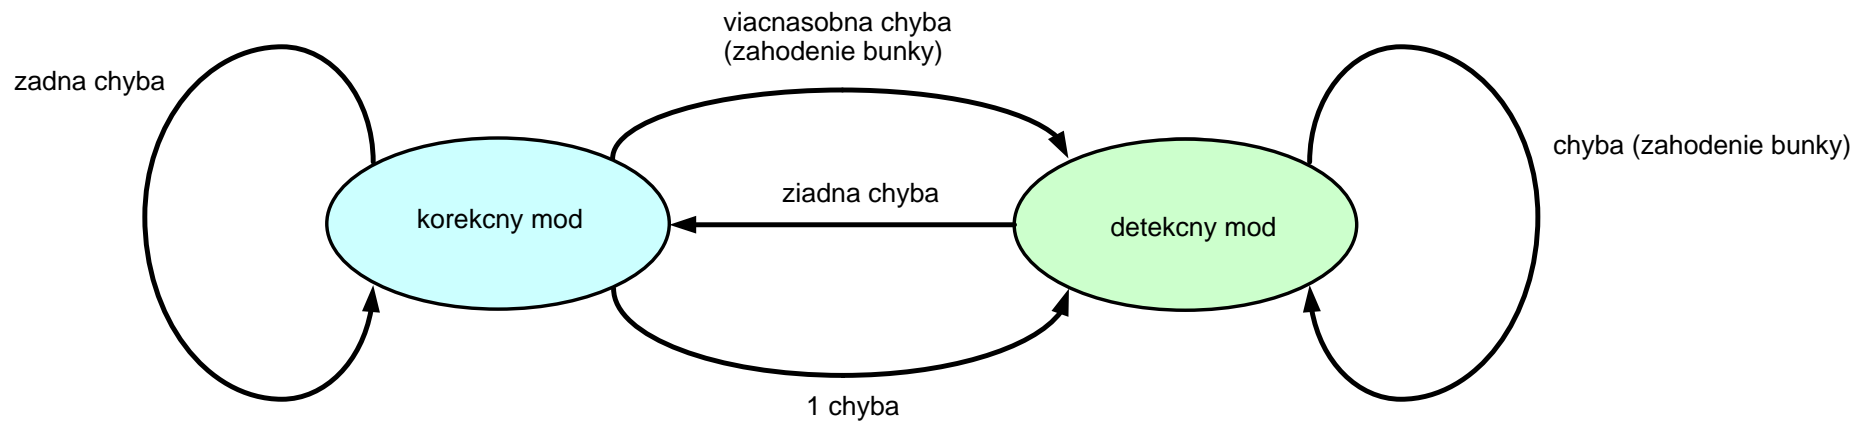 viacnasobna chyba
(zahodenie bunky)
zadna chyba
chyba (zahodenie bunky)
ziadna chyba
korekcny mod
detekcny mod
1 chyba